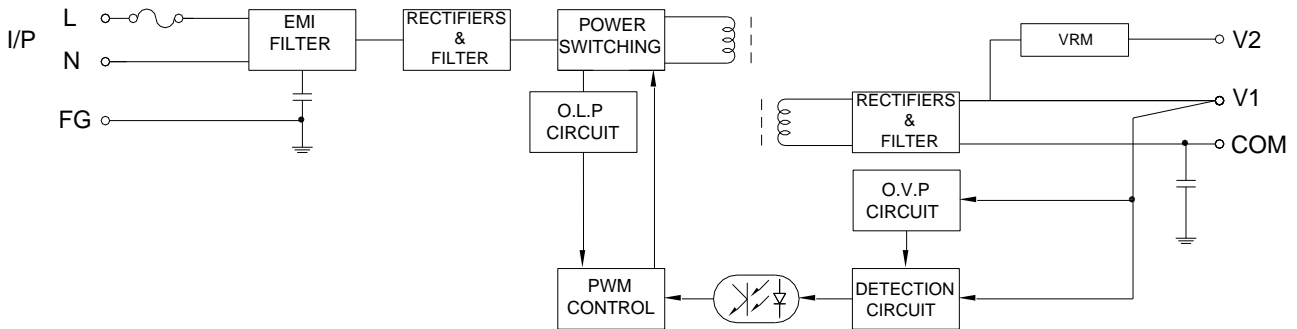 I/P
L
N
FG
EMI
FILTER
RECTIFIERS
&
FILTER
POWER
SWITCHING
O.L.P
CIRCUIT
PWM
CONTROL
RECTIFIERS
&
FILTER
VRM
V2
V1
COM
O.V.P
CIRCUIT
DETECTION
CIRCUIT